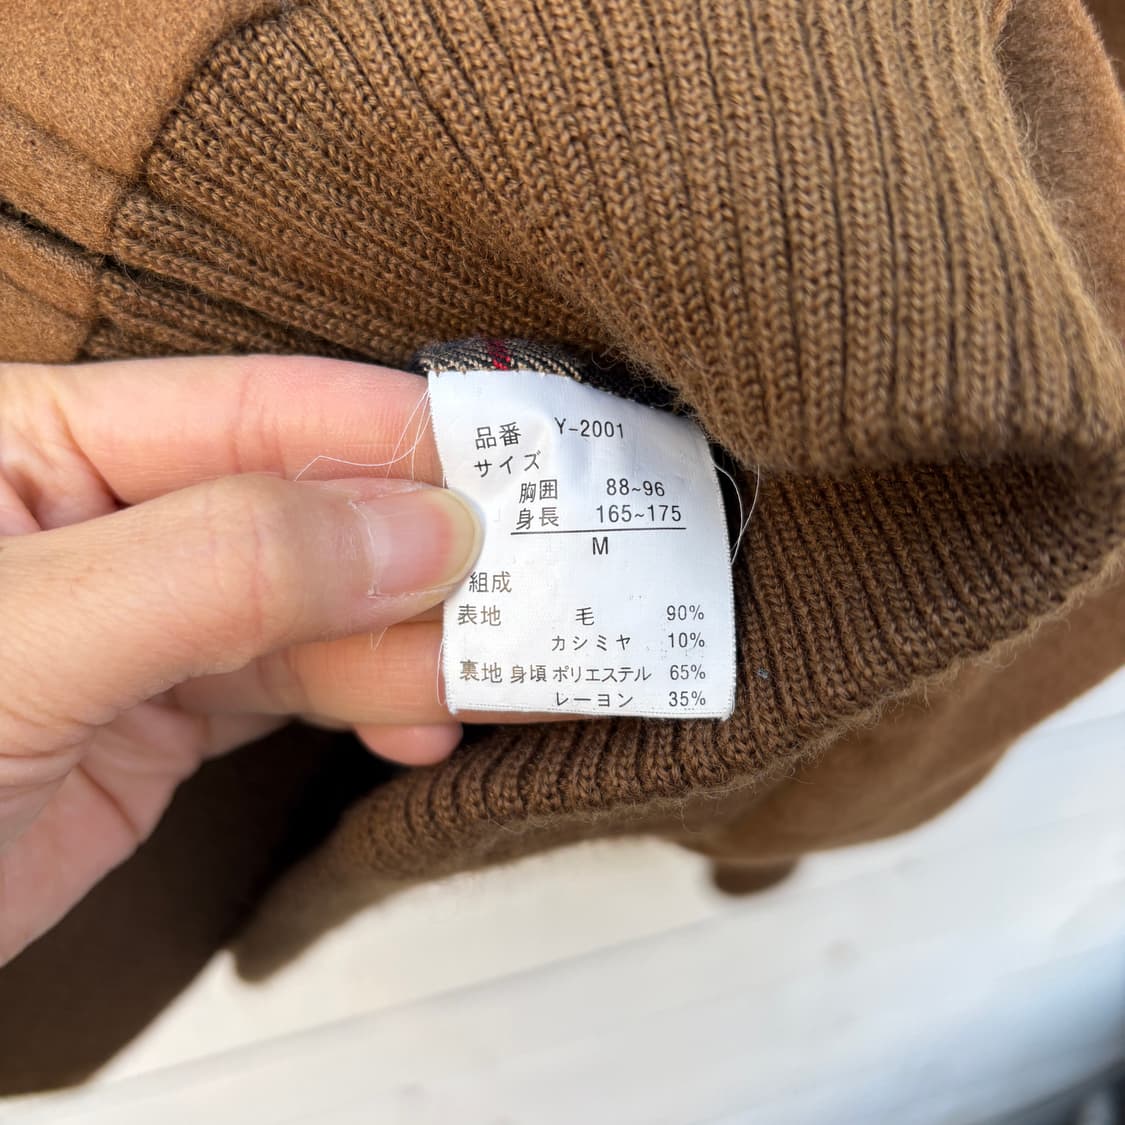 品番 Y-2001
サイズ
胸囲 88~96
身長 165~175
M
組成
表地 毛 90%
カシミヤ 10%
裏地 身頃 ポリエステル 65%
レーヨン 35%